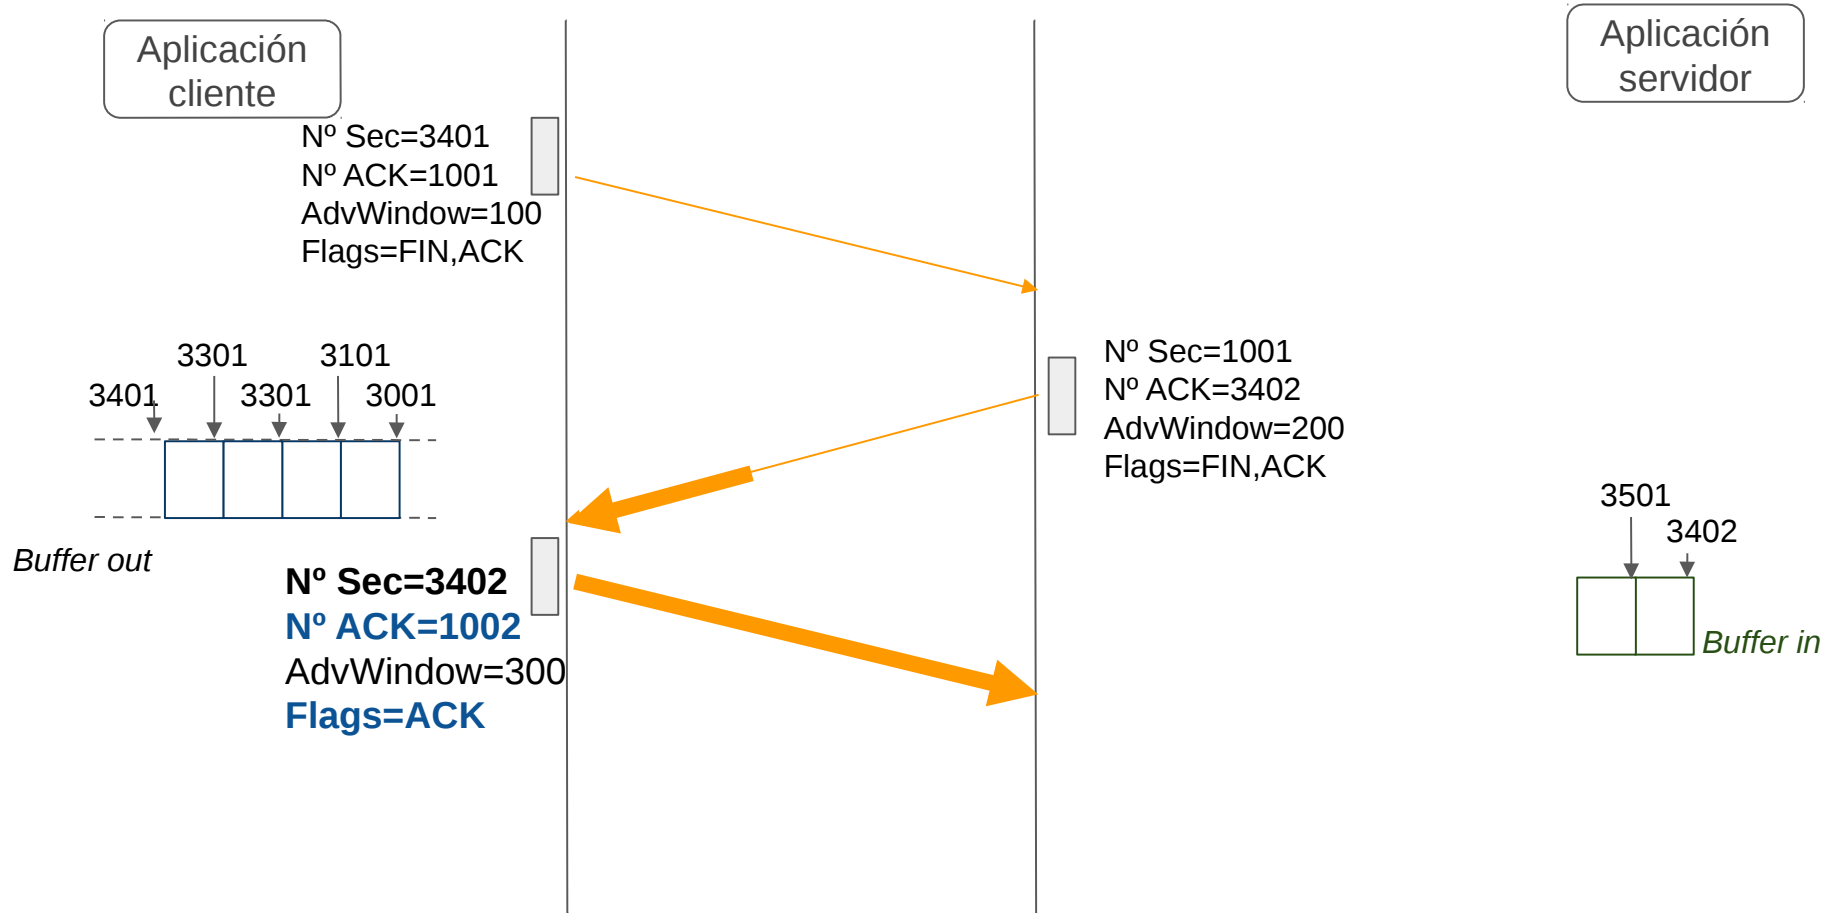 Aplicación
cliente
Aplicación
servidor
Nº Sec=3401
Nº ACK=1001
AdvWindow=100
Flags=FIN,ACK
3301
3101
3401
3301
3001
Nº Sec=1001
Nº ACK=3402
AdvWindow=200
Flags=FIN,ACK
3501
3402
Buffer out
Nº Sec=3402
Nº ACK=1002
AdvWindow=300
Flags=ACK
Buffer in